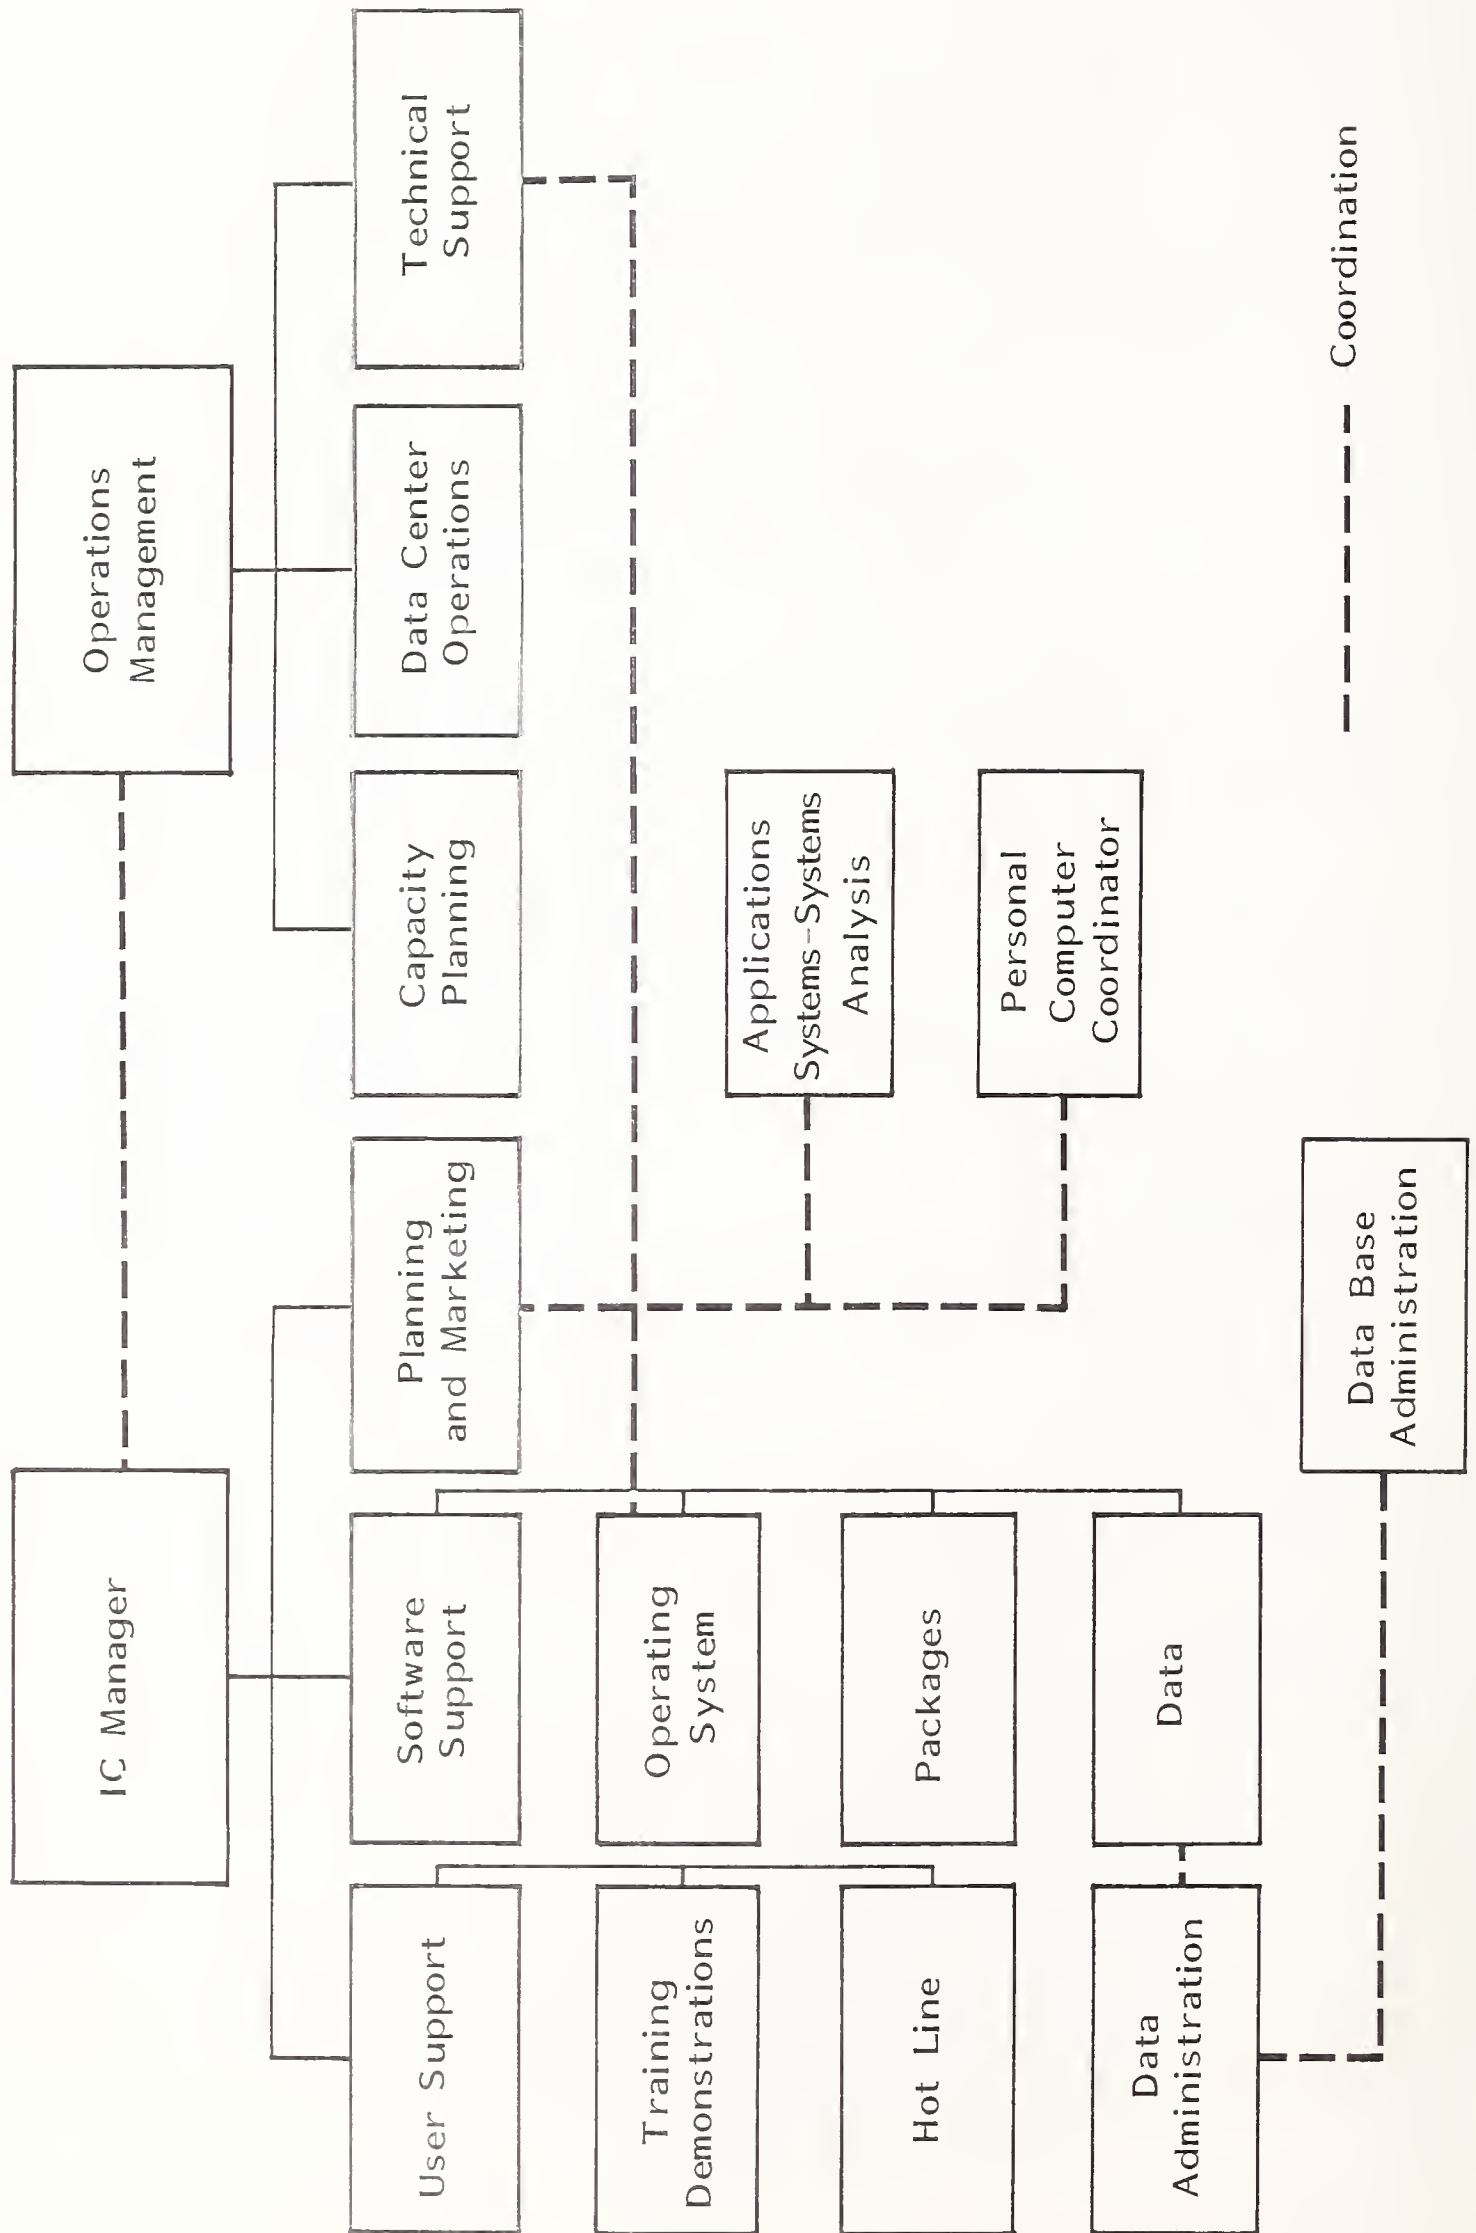 IC Manager
Operations
Management
User Support
Software
Support
Planning
and Marketing
Capacity
Planning
Data Center
Operations
Technical
Support
Training
Demonstrations
Operating
System
Hot Line
Packages
Applications
Systems-Systems
Analysis
Data
Administration
Data
Personal
Computer
Coordinator
Data Base
Administration
Coordination